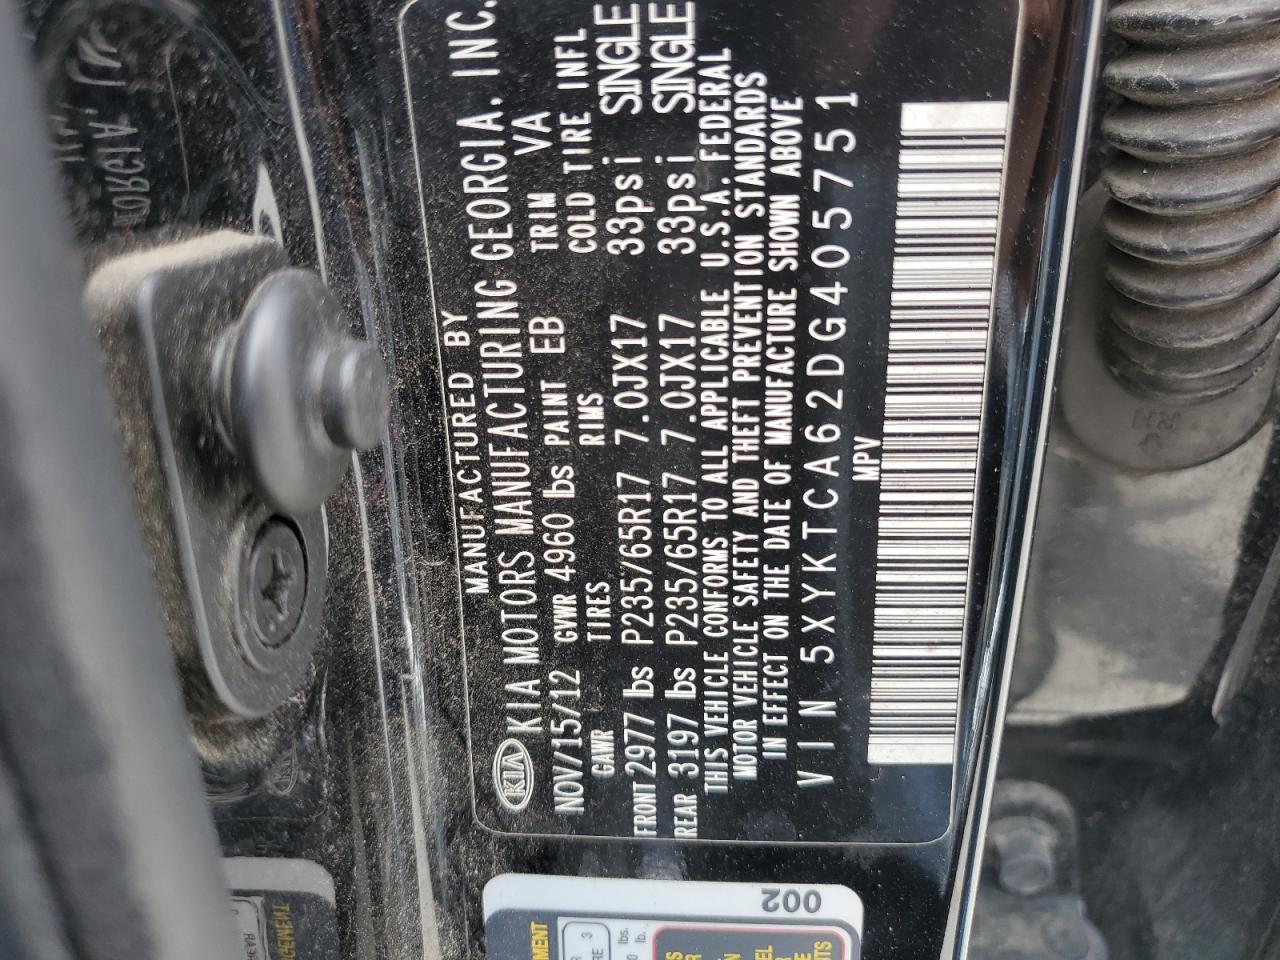 MANUFACTURED BY
KIA KIA MOTORS MANUFACTURING GEORGIA, INC.
NOV/15/12 GVWR 4960 lbs PAINT EB TRIM VA
GAWR TIRES RIMS COLD TIRE INFL
FRONT 2977 lbs P235/65R17 7.0JX17 33psi SINGLE
REAR 3197 lbs P235/65R17 7.0JX17 33psi SINGLE
THIS VEHICLE CONFORMS TO ALL APPLICABLE U.S.A. FEDERAL
MOTOR VEHICLE SAFETY AND THEFT PREVENTION STANDARDS
IN EFFECT ON THE DATE OF MANUFACTURE SHOWN ABOVE
VIN 5XYKTCA62DG405751
MPV
002
RH